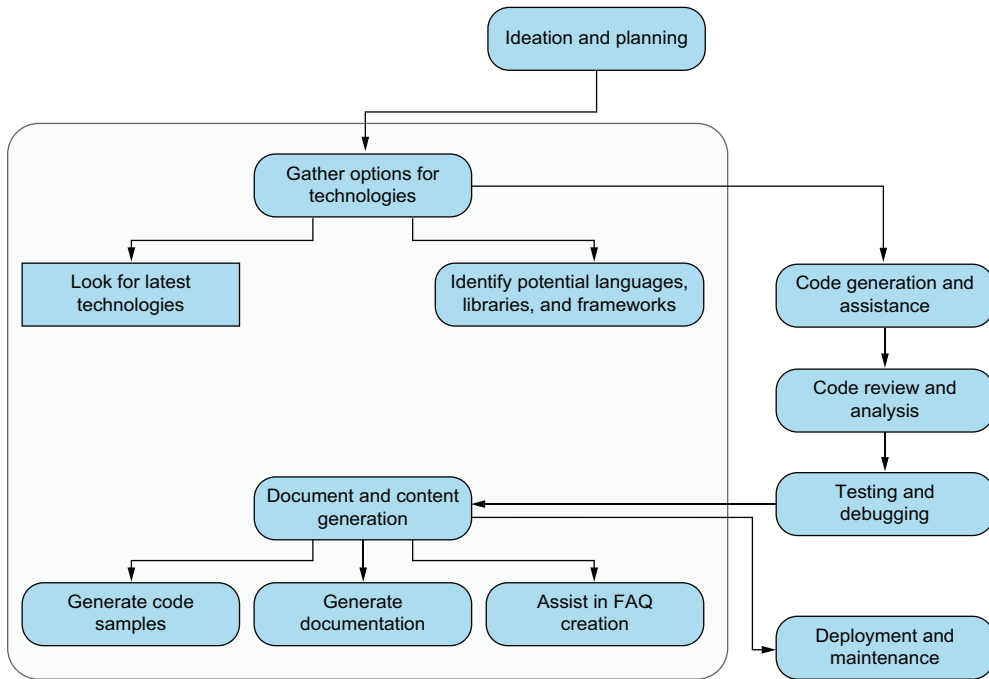 Ideation and planning
Gather options for
technologies
Look for latest
technologies
Identify potential languages,
libraries, and frameworks
Code generation and
assistance
Code review and
analysis
Testing and
debugging
Document and content
generation
Generate code
samples
Generate
documentation
Assist in FAQ
creation
Deployment and
maintenance